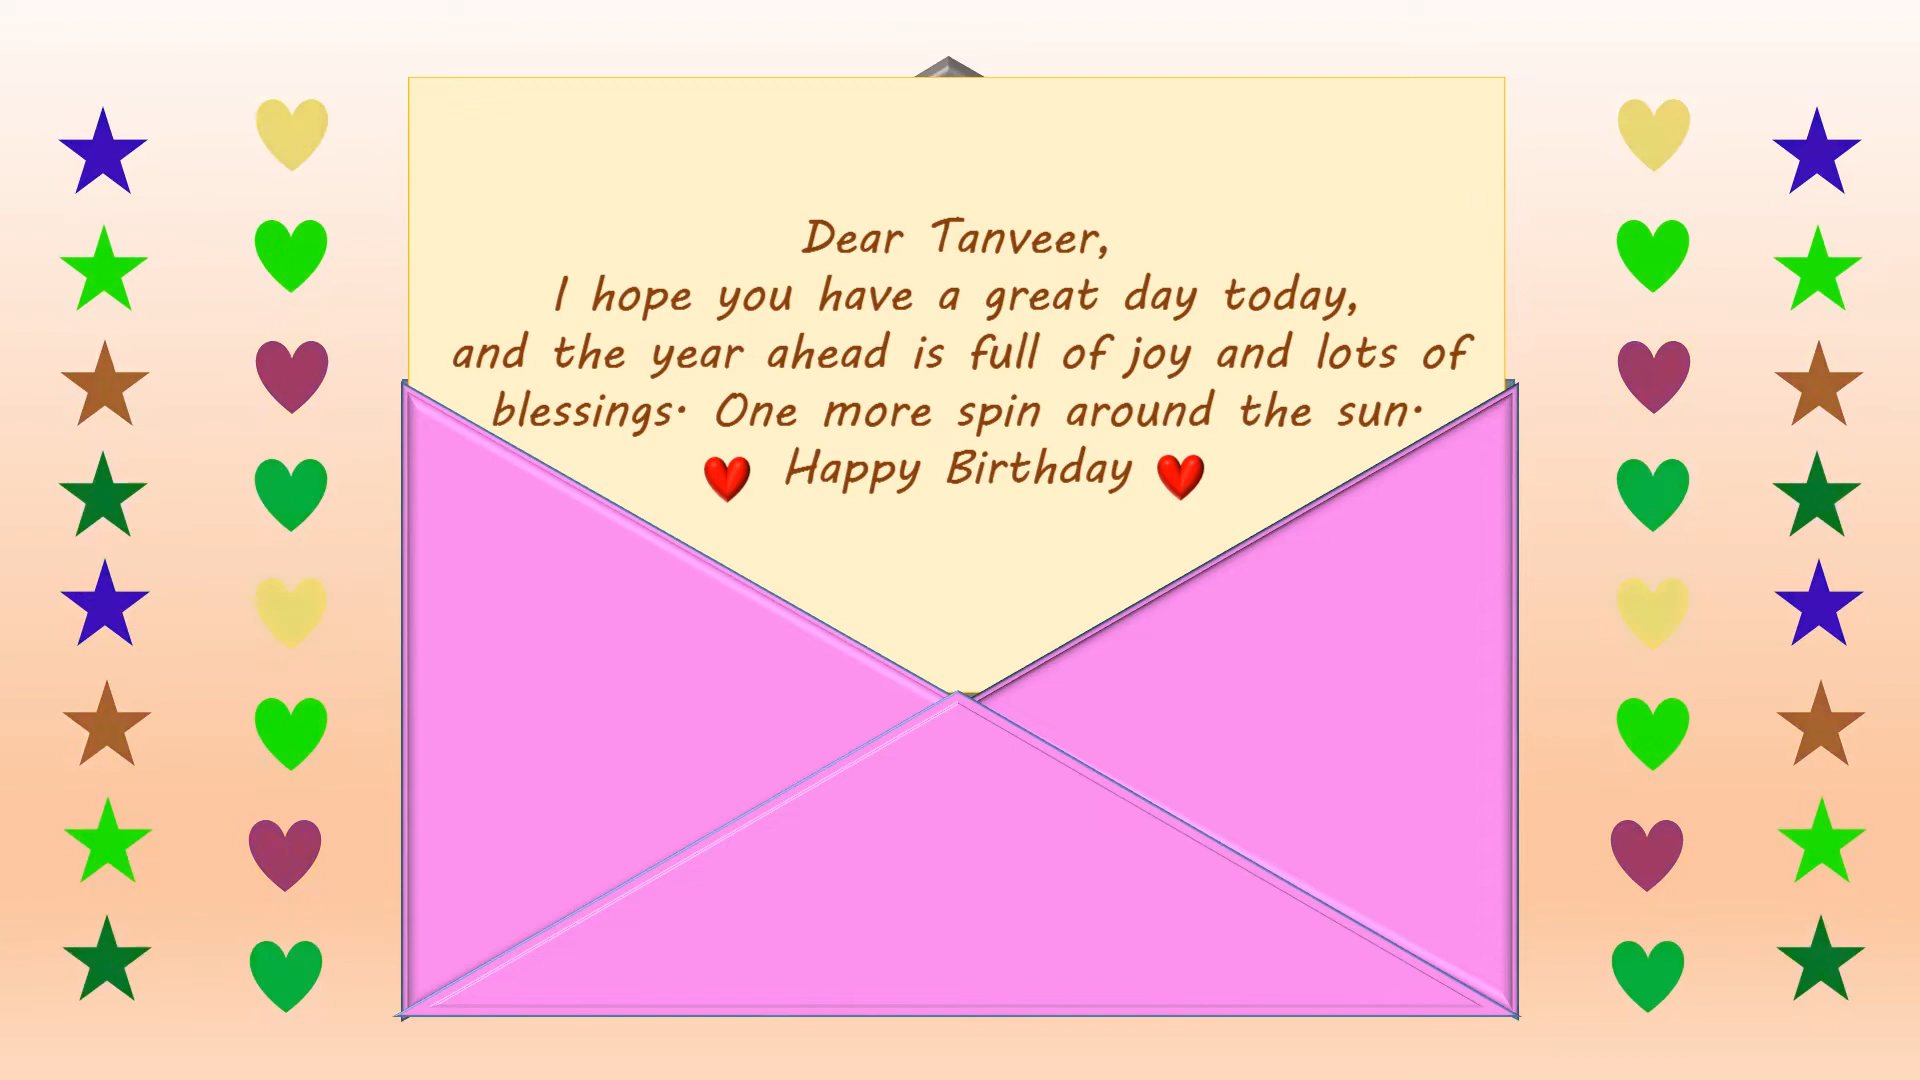 Dear Tanveer,
I hope you have a great day today,
and the year ahead is full of joy and lots of
blessings. One more spin around the sun.
Happy Birthday